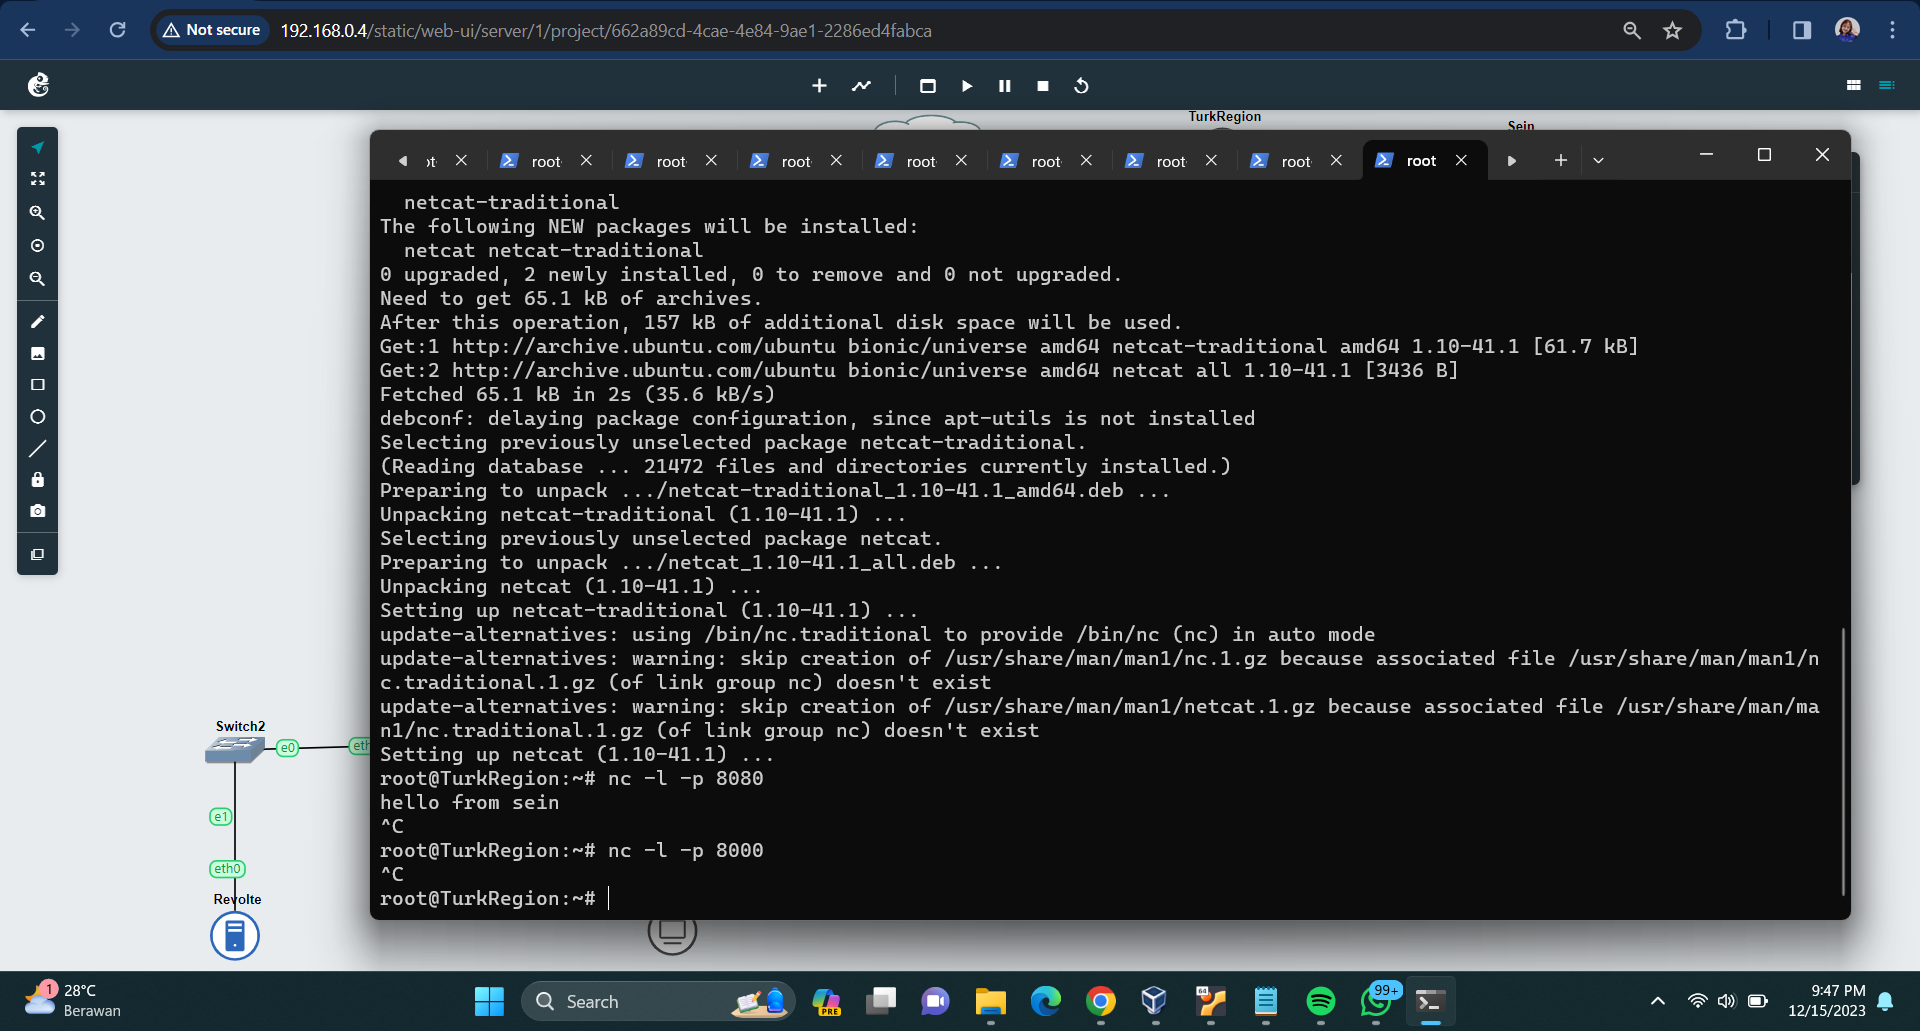 Not secure
192.168.0.4/static/web-ui/server/1/project/662a89cd-4cae-4e84-9ae1-2286ed4fabca
TurkRegion
Sein
root
root
root
root
root
root
root
root
netcat-traditional
The following NEW packages will be installed:
netcat netcat-traditional
0 upgraded, 2 newly installed, 0 to remove and 0 not upgraded.
Need to get 65.1 kB of archives.
After this operation, 157 kB of additional disk space will be used.
Get:1 http://archive.ubuntu.com/ubuntu bionic/universe amd64 netcat-traditional amd64 1.10-41.1 [61.7 kB]
Get:2 http://archive.ubuntu.com/ubuntu bionic/universe amd64 netcat all 1.10-41.1 [3436 B]
Fetched 65.1 kB in 2s (35.6 kB/s)
debconf: delaying package configuration, since apt-utils is not installed
Selecting previously unselected package netcat-traditional.
(Reading database ... 21472 files and directories currently installed.)
Preparing to unpack .../netcat-traditional_1.10-41.1_amd64.deb ...
Unpacking netcat-traditional (1.10-41.1) ...
Selecting previously unselected package netcat.
Preparing to unpack .../netcat_1.10-41.1_all.deb ...
Unpacking netcat (1.10-41.1) ...
Setting up netcat-traditional (1.10-41.1) ...
update-alternatives: using /bin/nc.traditional to provide /bin/nc (nc) in auto mode
update-alternatives: warning: skip creation of /usr/share/man/man1/nc.1.gz because associated file /usr/share/man/man1/n
c.traditional.1.gz (of link group nc) doesn't exist
update-alternatives: warning: skip creation of /usr/share/man/man1/netcat.1.gz because associated file /usr/share/man/ma
n1/nc.traditional.1.gz (of link group nc) doesn't exist
Setting up netcat (1.10-41.1) ...
root@TurkRegion:~# nc -l -p 8080
hello from sein
^C
root@TurkRegion:~# nc -l -p 8000
^C
root@TurkRegion:~#
Switch2
e0
eth
e1
eth0
Revolte
1
28°C
Berawan
Search
PRE
64
99+
9:47 PM
12/15/2023